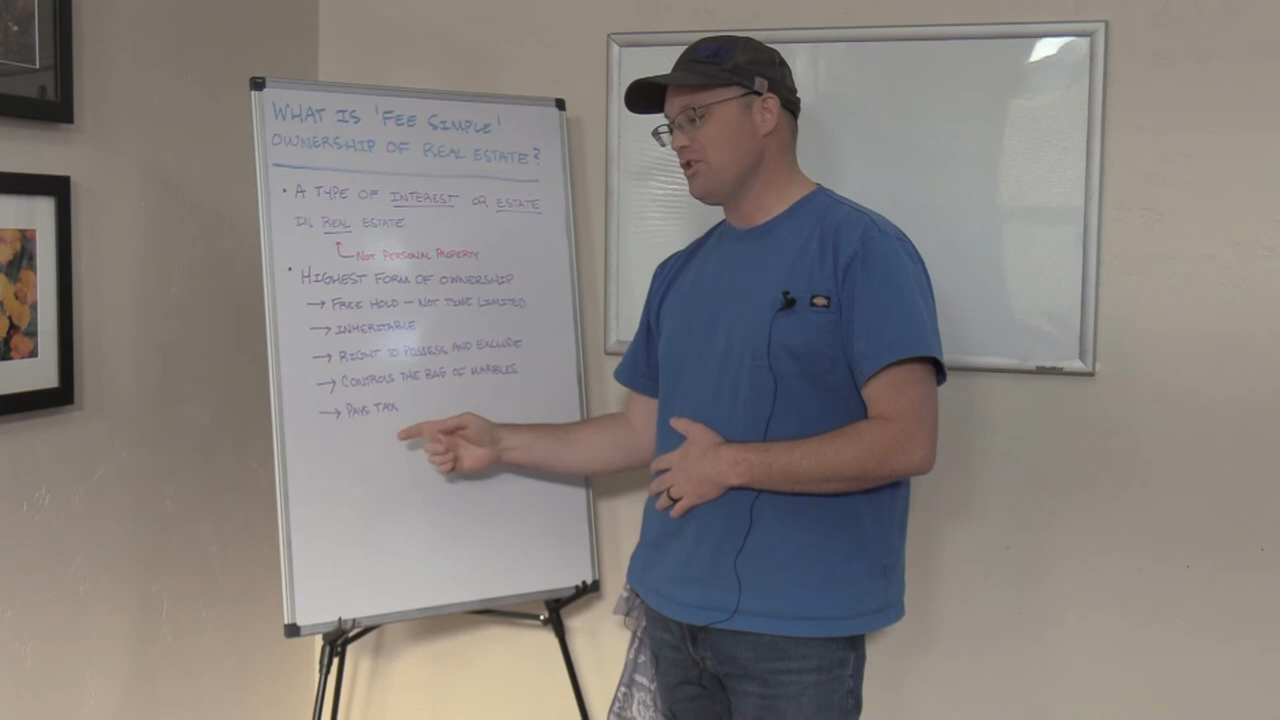 WHAT IS 'FEE SIMPLE'
OWNERSHIP OF REAL ESTATE?
• A TYPE OF INTEREST OR ESTATE
IN REAL ESTATE
NOT PERSONAL PROPERTY
• HIGHEST FORM OF OWNERSHIP
→ FREE HOLD – NOT TIME LIMITED
→ INHERITABLE
→ RIGHT TO POSSESS AND EXCLUDE
→ CONTROLS THE BAG OF MARBLES
→ PAYS TAX